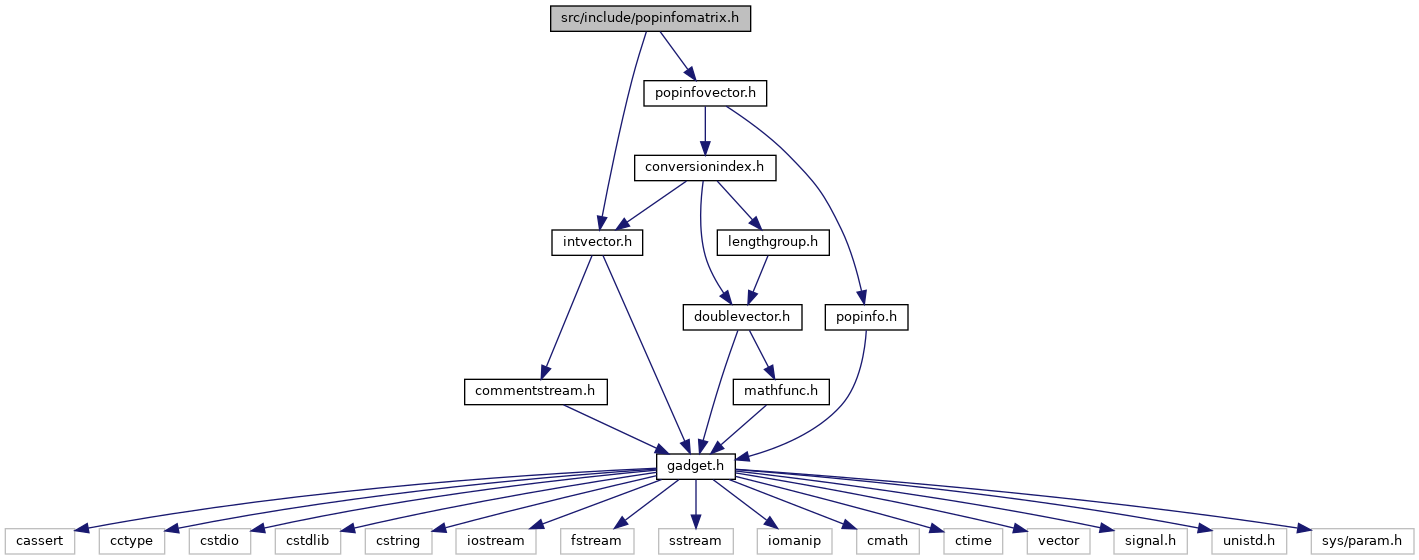 src/include/popinfomatrix.h
popinfovector.h
conversionindex.h
intvector.h
lengthgroup.h
doublevector.h
popinfo.h
commentstream.h
mathfunc.h
gadget.h
cassert
cctype
cstdio
cstdlib
cstring
iostream
fstream
sstream
iomanip
cmath
ctime
vector
signal.h
unistd.h
sys/param.h